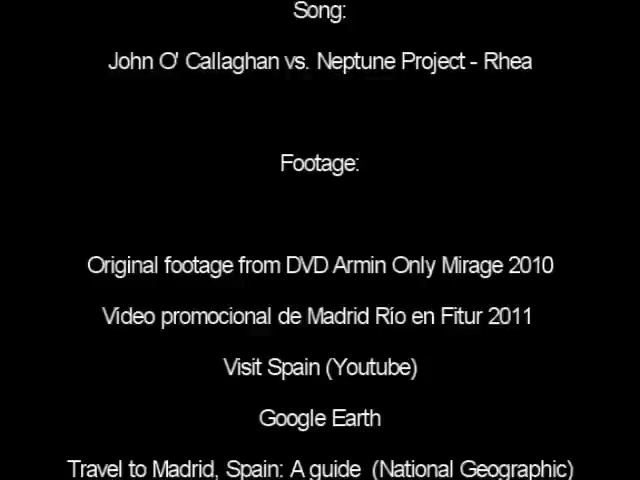 Song:
John O' Callaghan vs. Neptune Project - Rhea
Footage:
Original footage from DVD Armin Only Mirage 2010
Video promocional de Madrid Río en Fitur 2011
Visit Spain (Youtube)
Google Earth
Travel to Madrid, Spain: A guide (National Geographic)